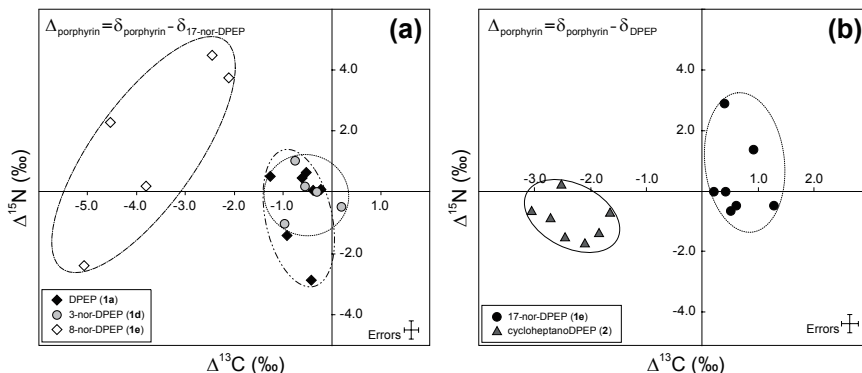 Δporphyrin=δporphyrin-δ17-nor-DPEP
(a)
4.0
2.0
-5.0 -4.0 -3.0 -2.0 -1.0 1.0
-2.0
-4.0
Δ15N (‰)
DPEP (1a)
3-nor-DPEP (1d)
8-nor-DPEP (1e)
Errors
Δ13C (‰)
Δporphyrin=δporphyrin-δDPEP
(b)
4.0
2.0
-3.0 -2.0 -1.0 1.0 2.0
-2.0
-4.0
Δ15N (‰)
17-nor-DPEP (1e)
cycloheptanoDPEP (2)
Errors
Δ13C (‰)